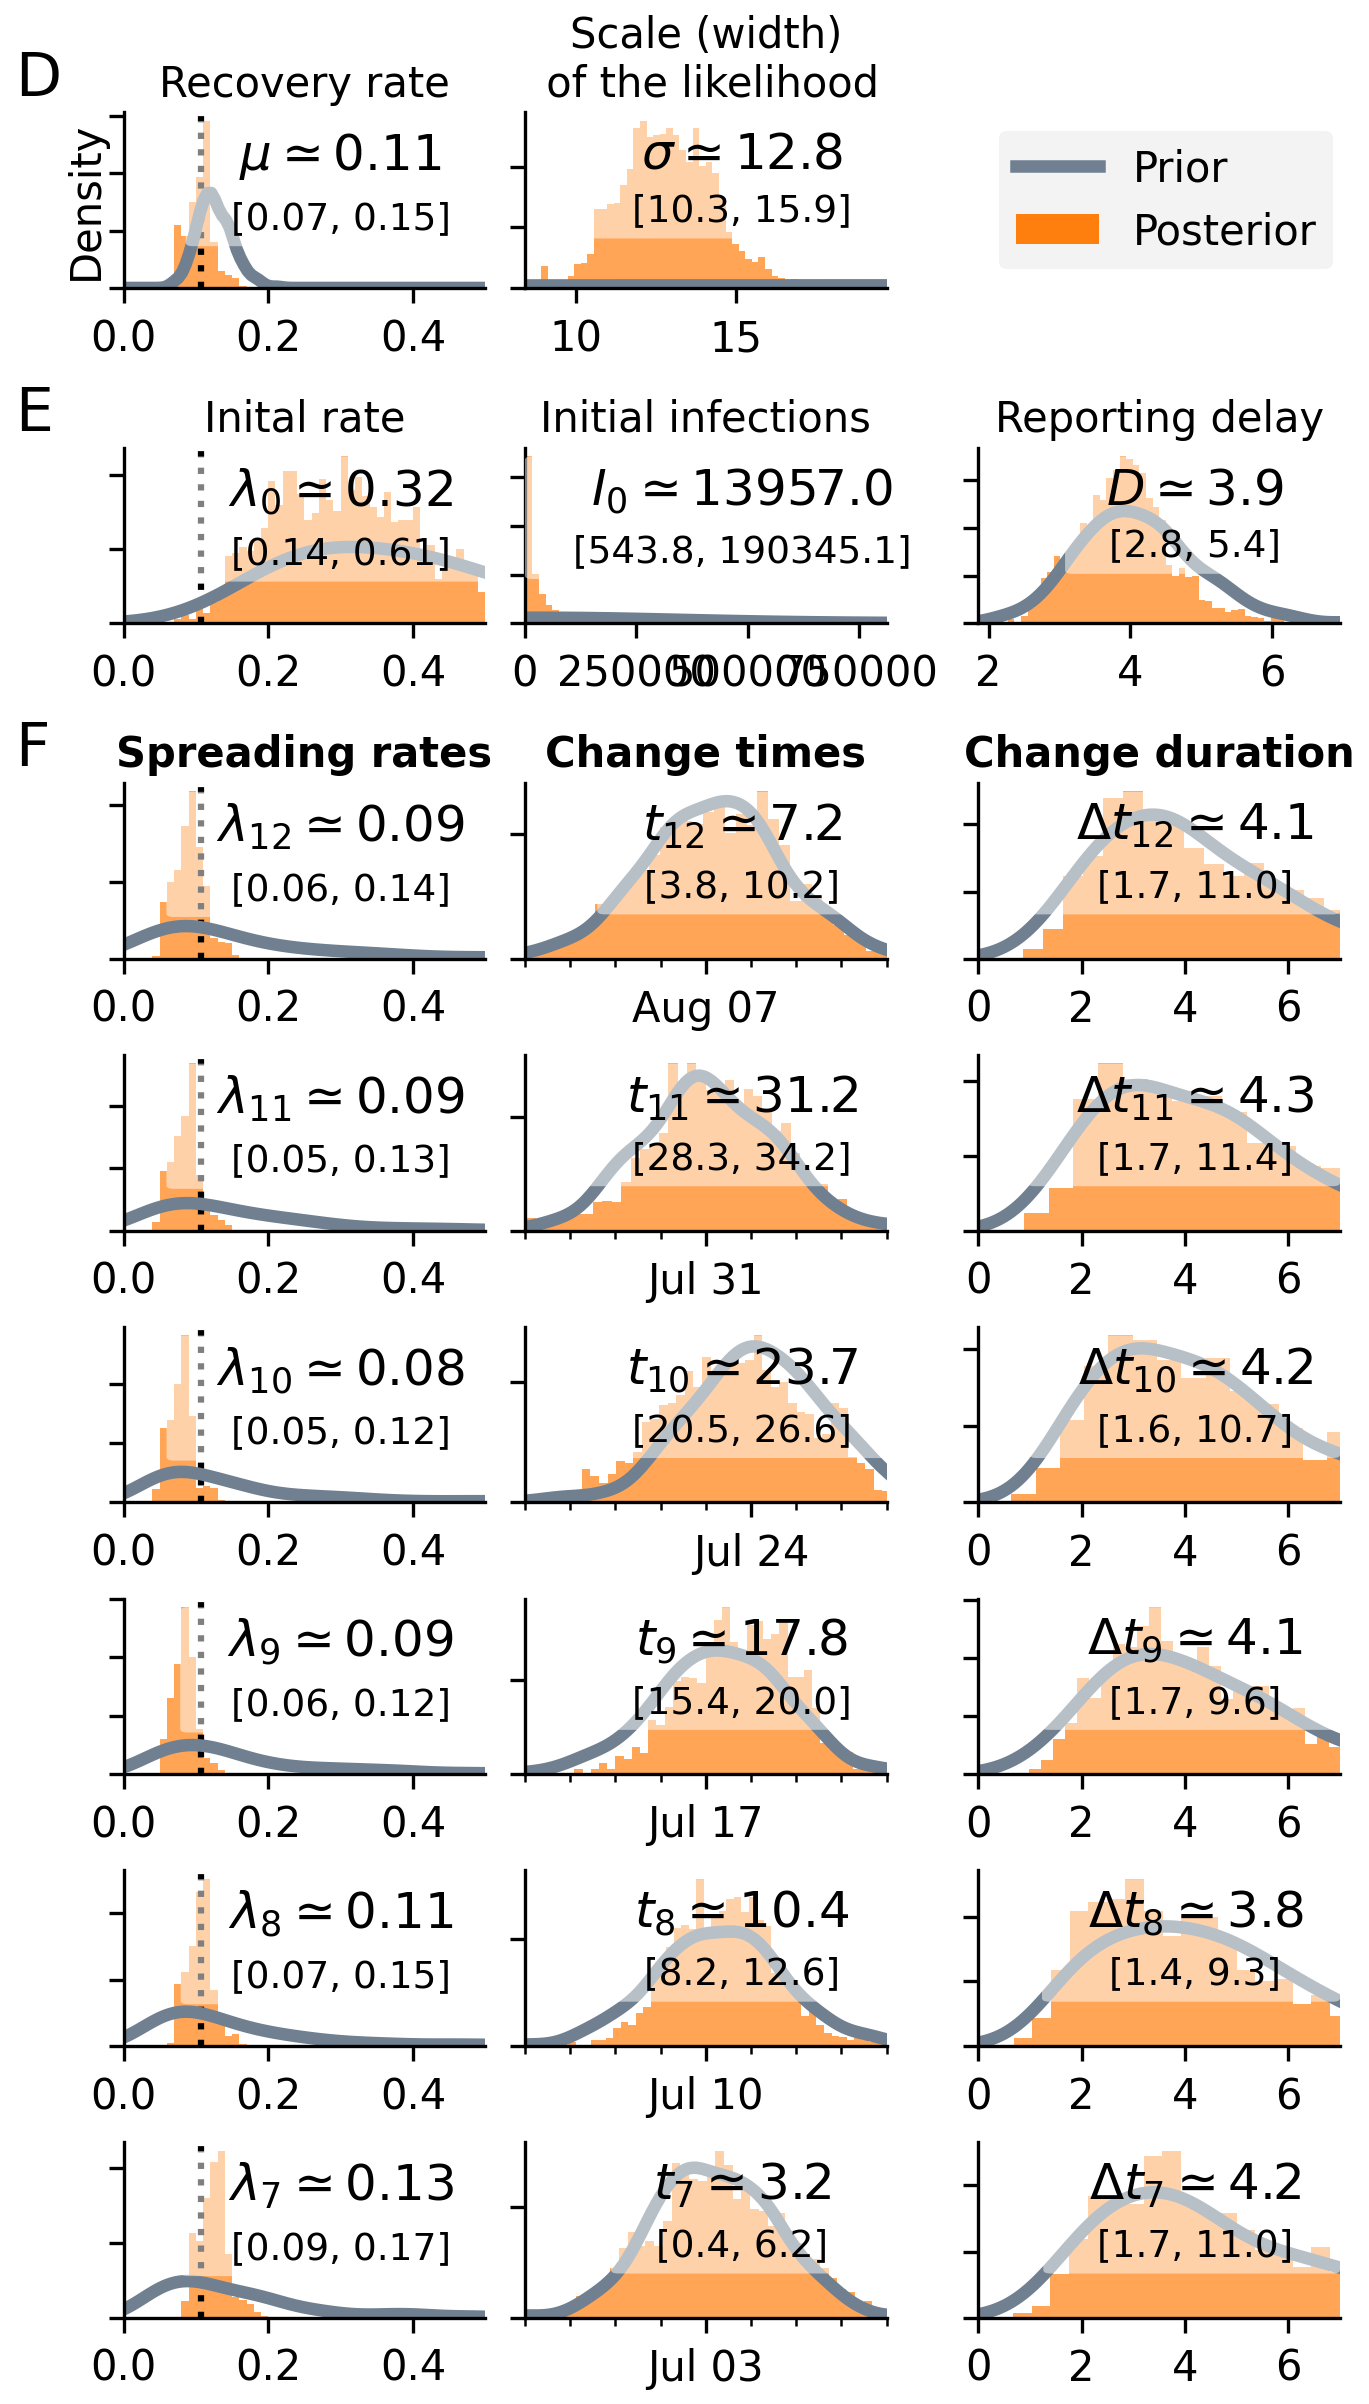 D
Recovery rate
Scale (width)
of the likelihood
Density
μ ≃ 0.11
[0.07, 0.15]
0.0 0.2 0.4
σ ≃ 12.8
[10.3, 15.9]
10 15
Prior
Posterior
E
Inital rate
λ0 ≃ 0.32
[0.14, 0.61]
0.0 0.2 0.4
Initial infections
I0 ≃ 13957.0
[543.8, 190345.1]
0 250000 500000 750000
Reporting delay
D ≃ 3.9
[2.8, 5.4]
2 4 6
F
Spreading rates
Change times
Change duration
λ12 ≃ 0.09
[0.06, 0.14]
0.0 0.2 0.4
t12 ≃ 7.2
[3.8, 10.2]
Aug 07
Δt12 ≃ 4.1
[1.7, 11.0]
0 2 4 6
λ11 ≃ 0.09
[0.05, 0.13]
0.0 0.2 0.4
t11 ≃ 31.2
[28.3, 34.2]
Jul 31
Δt11 ≃ 4.3
[1.7, 11.4]
0 2 4 6
λ10 ≃ 0.08
[0.05, 0.12]
0.0 0.2 0.4
t10 ≃ 23.7
[20.5, 26.6]
Jul 24
Δt10 ≃ 4.2
[1.6, 10.7]
0 2 4 6
λ9 ≃ 0.09
[0.06, 0.12]
0.0 0.2 0.4
t9 ≃ 17.8
[15.4, 20.0]
Jul 17
Δt9 ≃ 4.1
[1.7, 9.6]
0 2 4 6
λ8 ≃ 0.11
[0.07, 0.15]
0.0 0.2 0.4
t8 ≃ 10.4
[8.2, 12.6]
Jul 10
Δt8 ≃ 3.8
[1.4, 9.3]
0 2 4 6
λ7 ≃ 0.13
[0.09, 0.17]
0.0 0.2 0.4
t7 ≃ 3.2
[0.4, 6.2]
Jul 03
Δt7 ≃ 4.2
[1.7, 11.0]
0 2 4 6